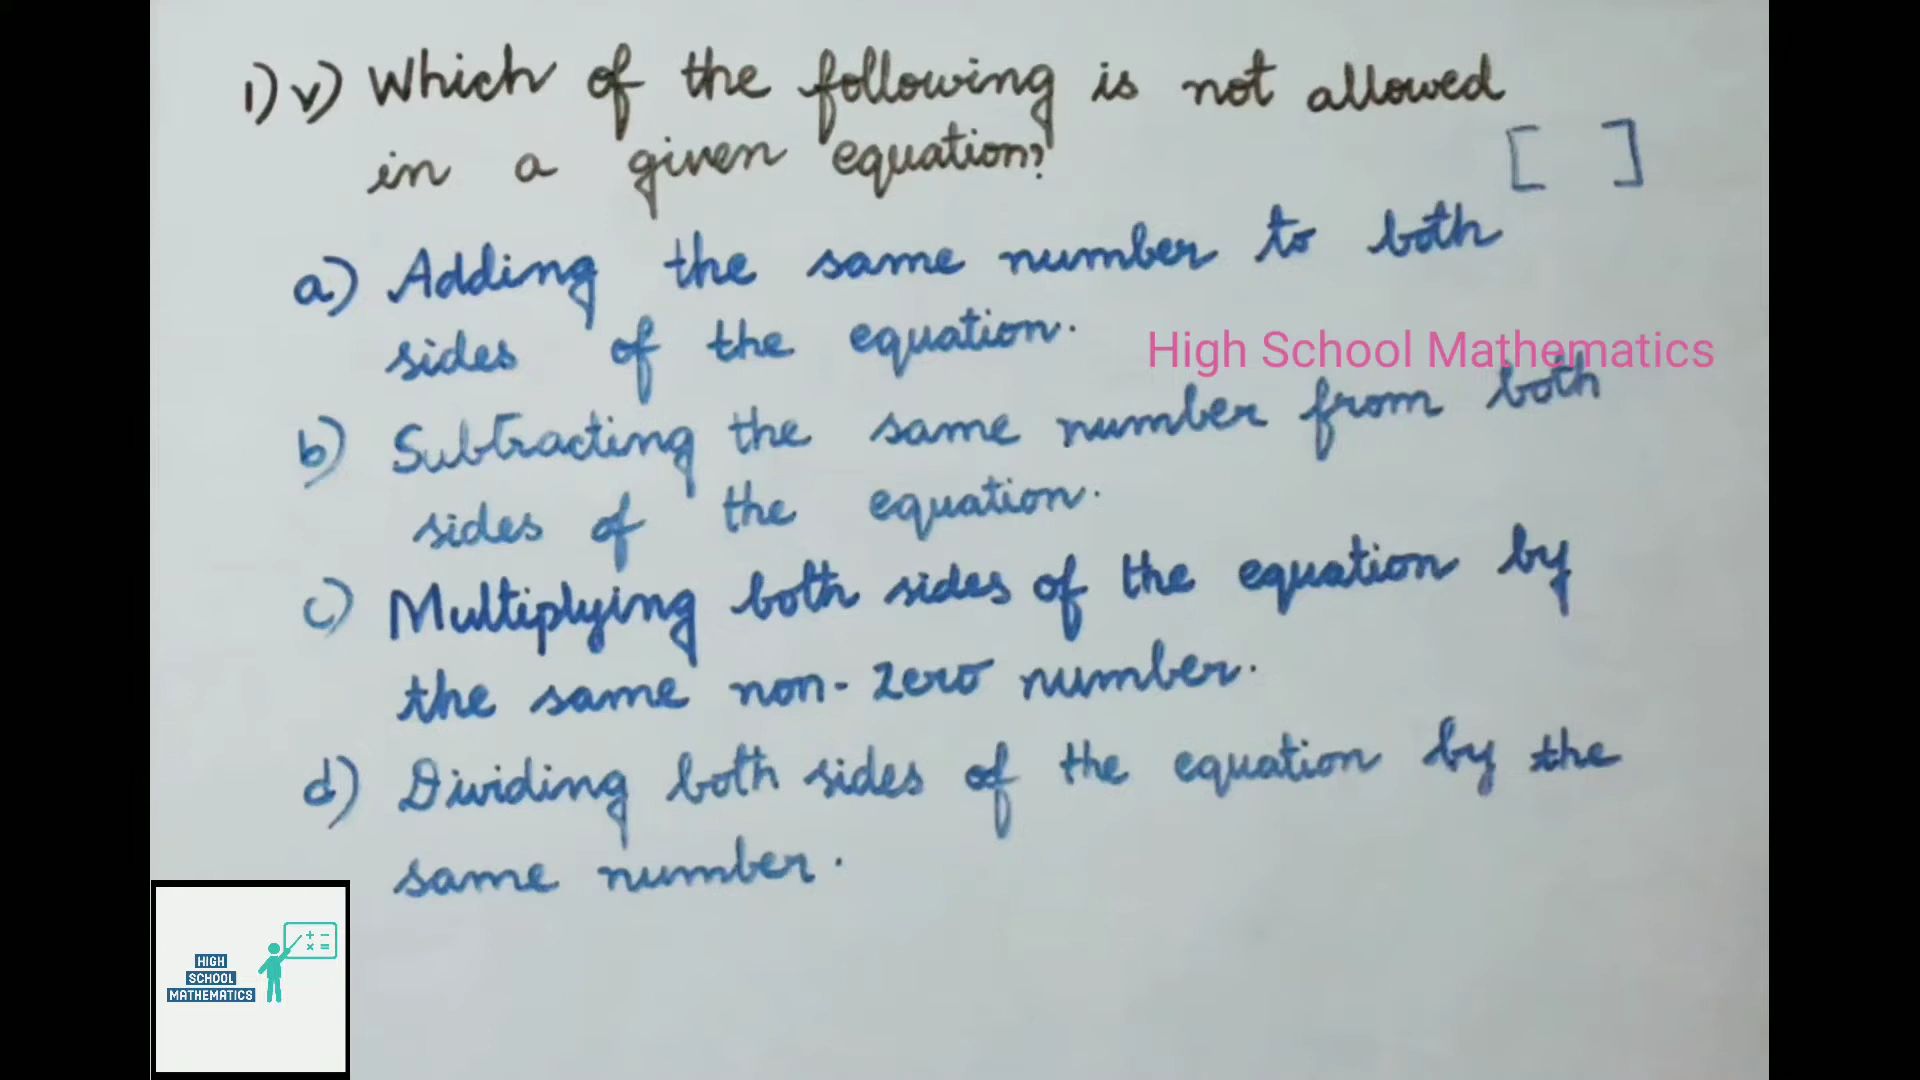 1) v) Which of the following is not allowed
in a given equation? [ ]
a) Adding the same number to both
sides of the equation.
High School Mathematics
b) Subtracting the same number from both
sides of the equation.
c) Multiplying both sides of the equation by
the same non-zero number.
d) Dividing both sides of the equation by the
same number.
+ -
× =
HIGH
SCHOOL
MATHEMATICS